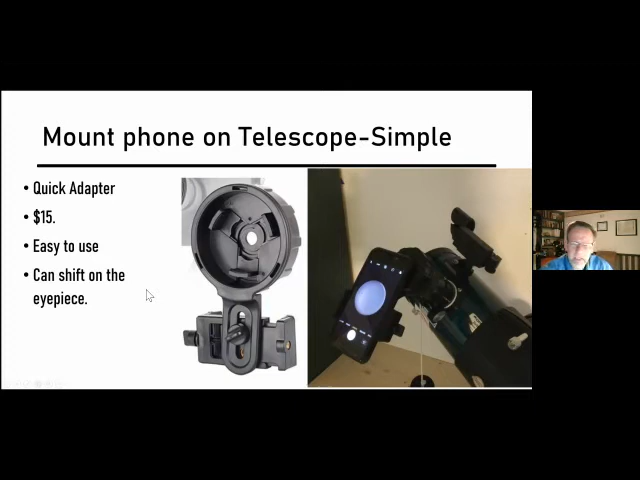 Mount phone on Telescope-Simple
• Quick Adapter
• $15.
• Easy to use
• Can shift on the
eyepiece.